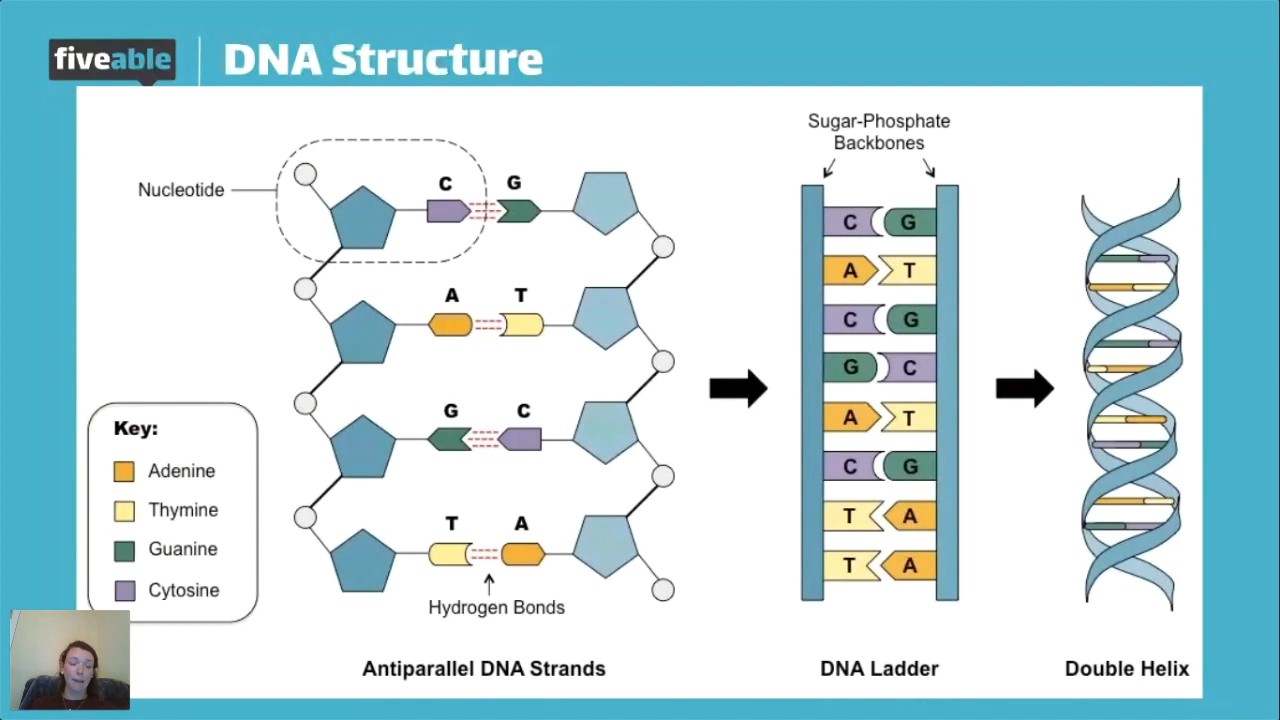 fiveable
DNA Structure
Sugar-Phosphate
Backbones
Nucleotide
C G
A T
G C
T A
Hydrogen Bonds
C G
A T
C G
G C
A T
C G
T A
T A
Key:
Adenine
Thymine
Guanine
Cytosine
Antiparallel DNA Strands
DNA Ladder
Double Helix